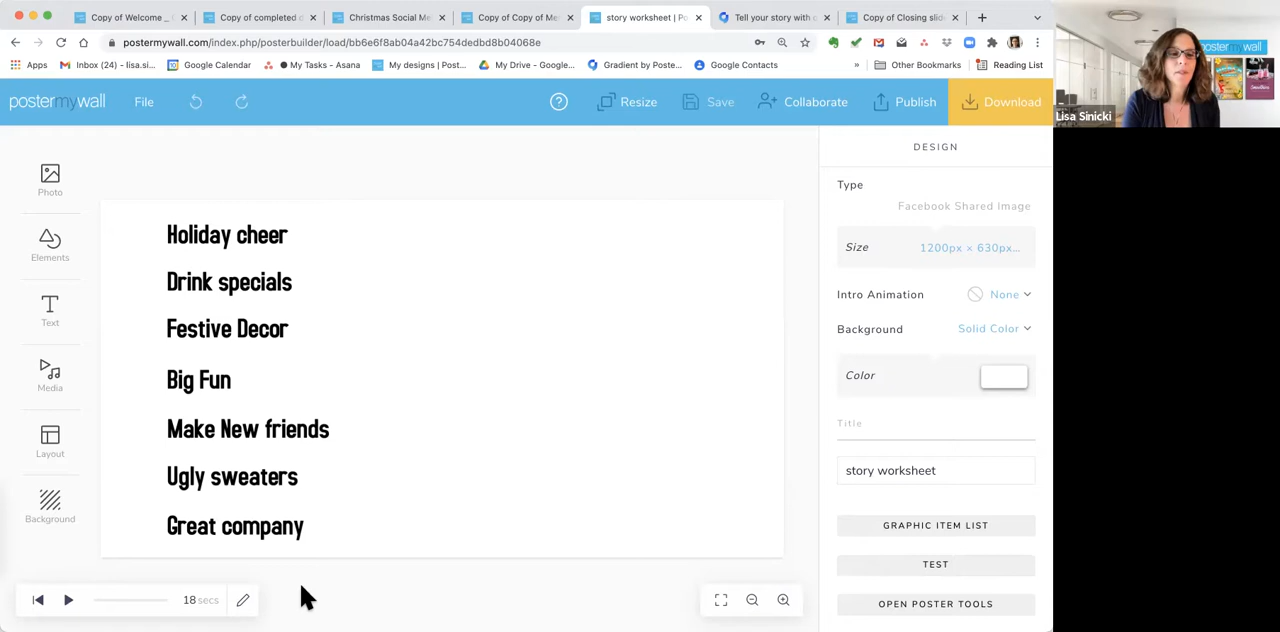 Copy of Welcome _
Copy of completed d
Christmas Social Me
Copy of Copy of Me
story worksheet | Po
Tell your story with
Copy of Closing slid
postermywall.com/index.php/posterbuilder/load/bb6e6f8ab04a42bc754dedbd8b04068e
Apps
Inbox (24) - lisa.si...
Google Calendar
My Tasks - Asana
My designs | Post...
My Drive - Google...
Gradient by Poste...
Google Contacts
»
Other Bookmarks
Reading List
postermywall
File
Resize
Save
Collaborate
Publish
Download
Photo
Elements
Text
Media
Layout
Background
Holiday cheer
Drink specials
Festive Decor
Big Fun
Make New friends
Ugly sweaters
Great company
18 secs
DESIGN
Type
Facebook Shared Image
Size
1200px × 630px...
Intro Animation
None
Background
Solid Color
Color
Title
story worksheet
GRAPHIC ITEM LIST
TEST
OPEN POSTER TOOLS
postermywall
Lisa Sinicki